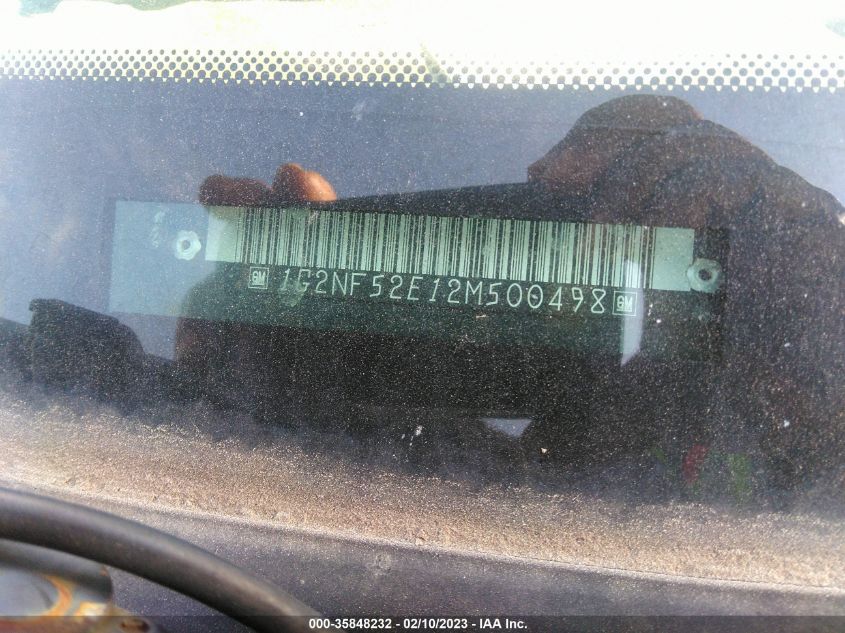 GM 1G2NF52E12M500498 GM
000-35848232 - 02/10/2023 - IAA Inc.